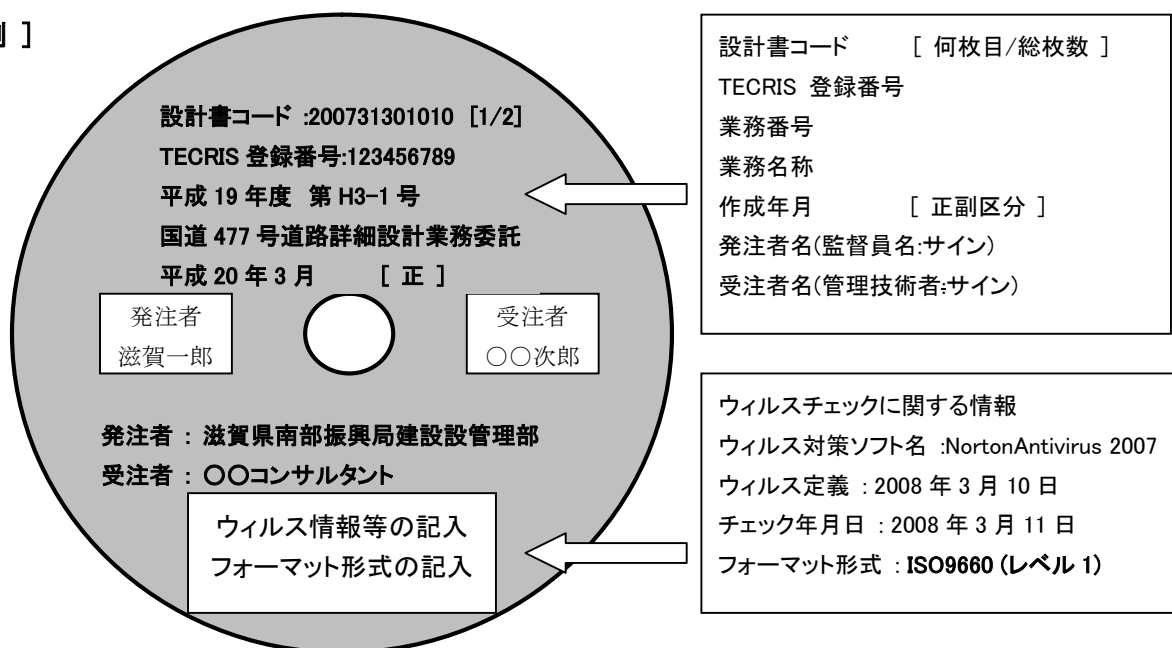 ]
設計書コード :200731301010 [1/2]
TECRIS 登録番号:123456789
平成 19 年度 第 H3-1 号
国道 477 号道路詳細設計業務委託
平成 20 年 3 月 [ 正 ]
発注者
滋賀一郎
受注者
○○次郎
発注者 : 滋賀県南部振興局建設設管理部
受注者 : 〇〇コンサルタント
ウィルス情報等の記入
フォーマット形式の記入
設計書コード [ 何枚目/総枚数 ]
TECRIS 登録番号
業務番号
業務名称
作成年月 [ 正副区分 ]
発注者名(監督員名:サイン)
受注者名(管理技術者:サイン)
ウィルスチェックに関する情報
ウィルス対策ソフト名 :NortonAntivirus 2007
ウィルス定義 : 2008 年 3 月 10 日
チェック年月日 : 2008 年 3 月 11 日
フォーマット形式 : ISO9660 (レベル 1)